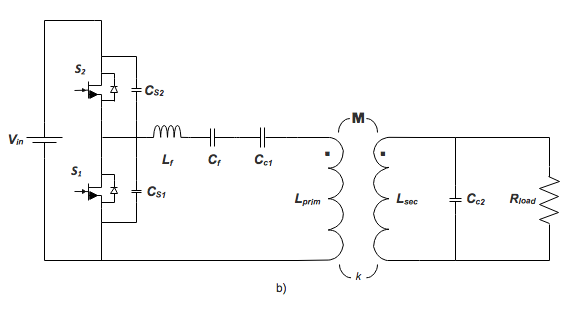 M
S2
CS2
Vin
Lf
Cf
Cc1
S1
CS1
Lprim
Lsec
Cc2
Rload
k
b)